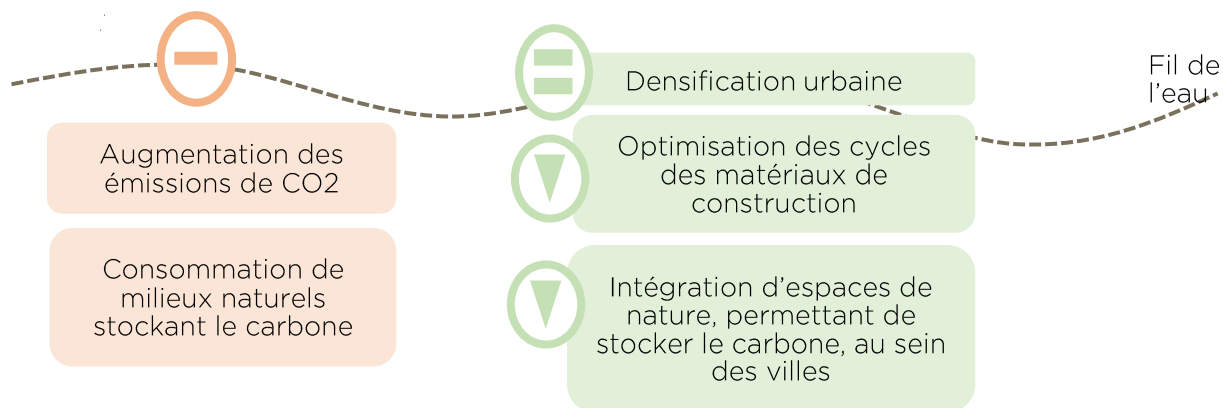 Fil de
l'eau
Densification urbaine
Augmentation des
émissions de CO2
Optimisation des cycles
des matériaux de
construction
Consommation de
milieux naturels
stockant le carbone
Intégration d'espaces de
nature, permettant de
stocker le carbone, au sein
des villes